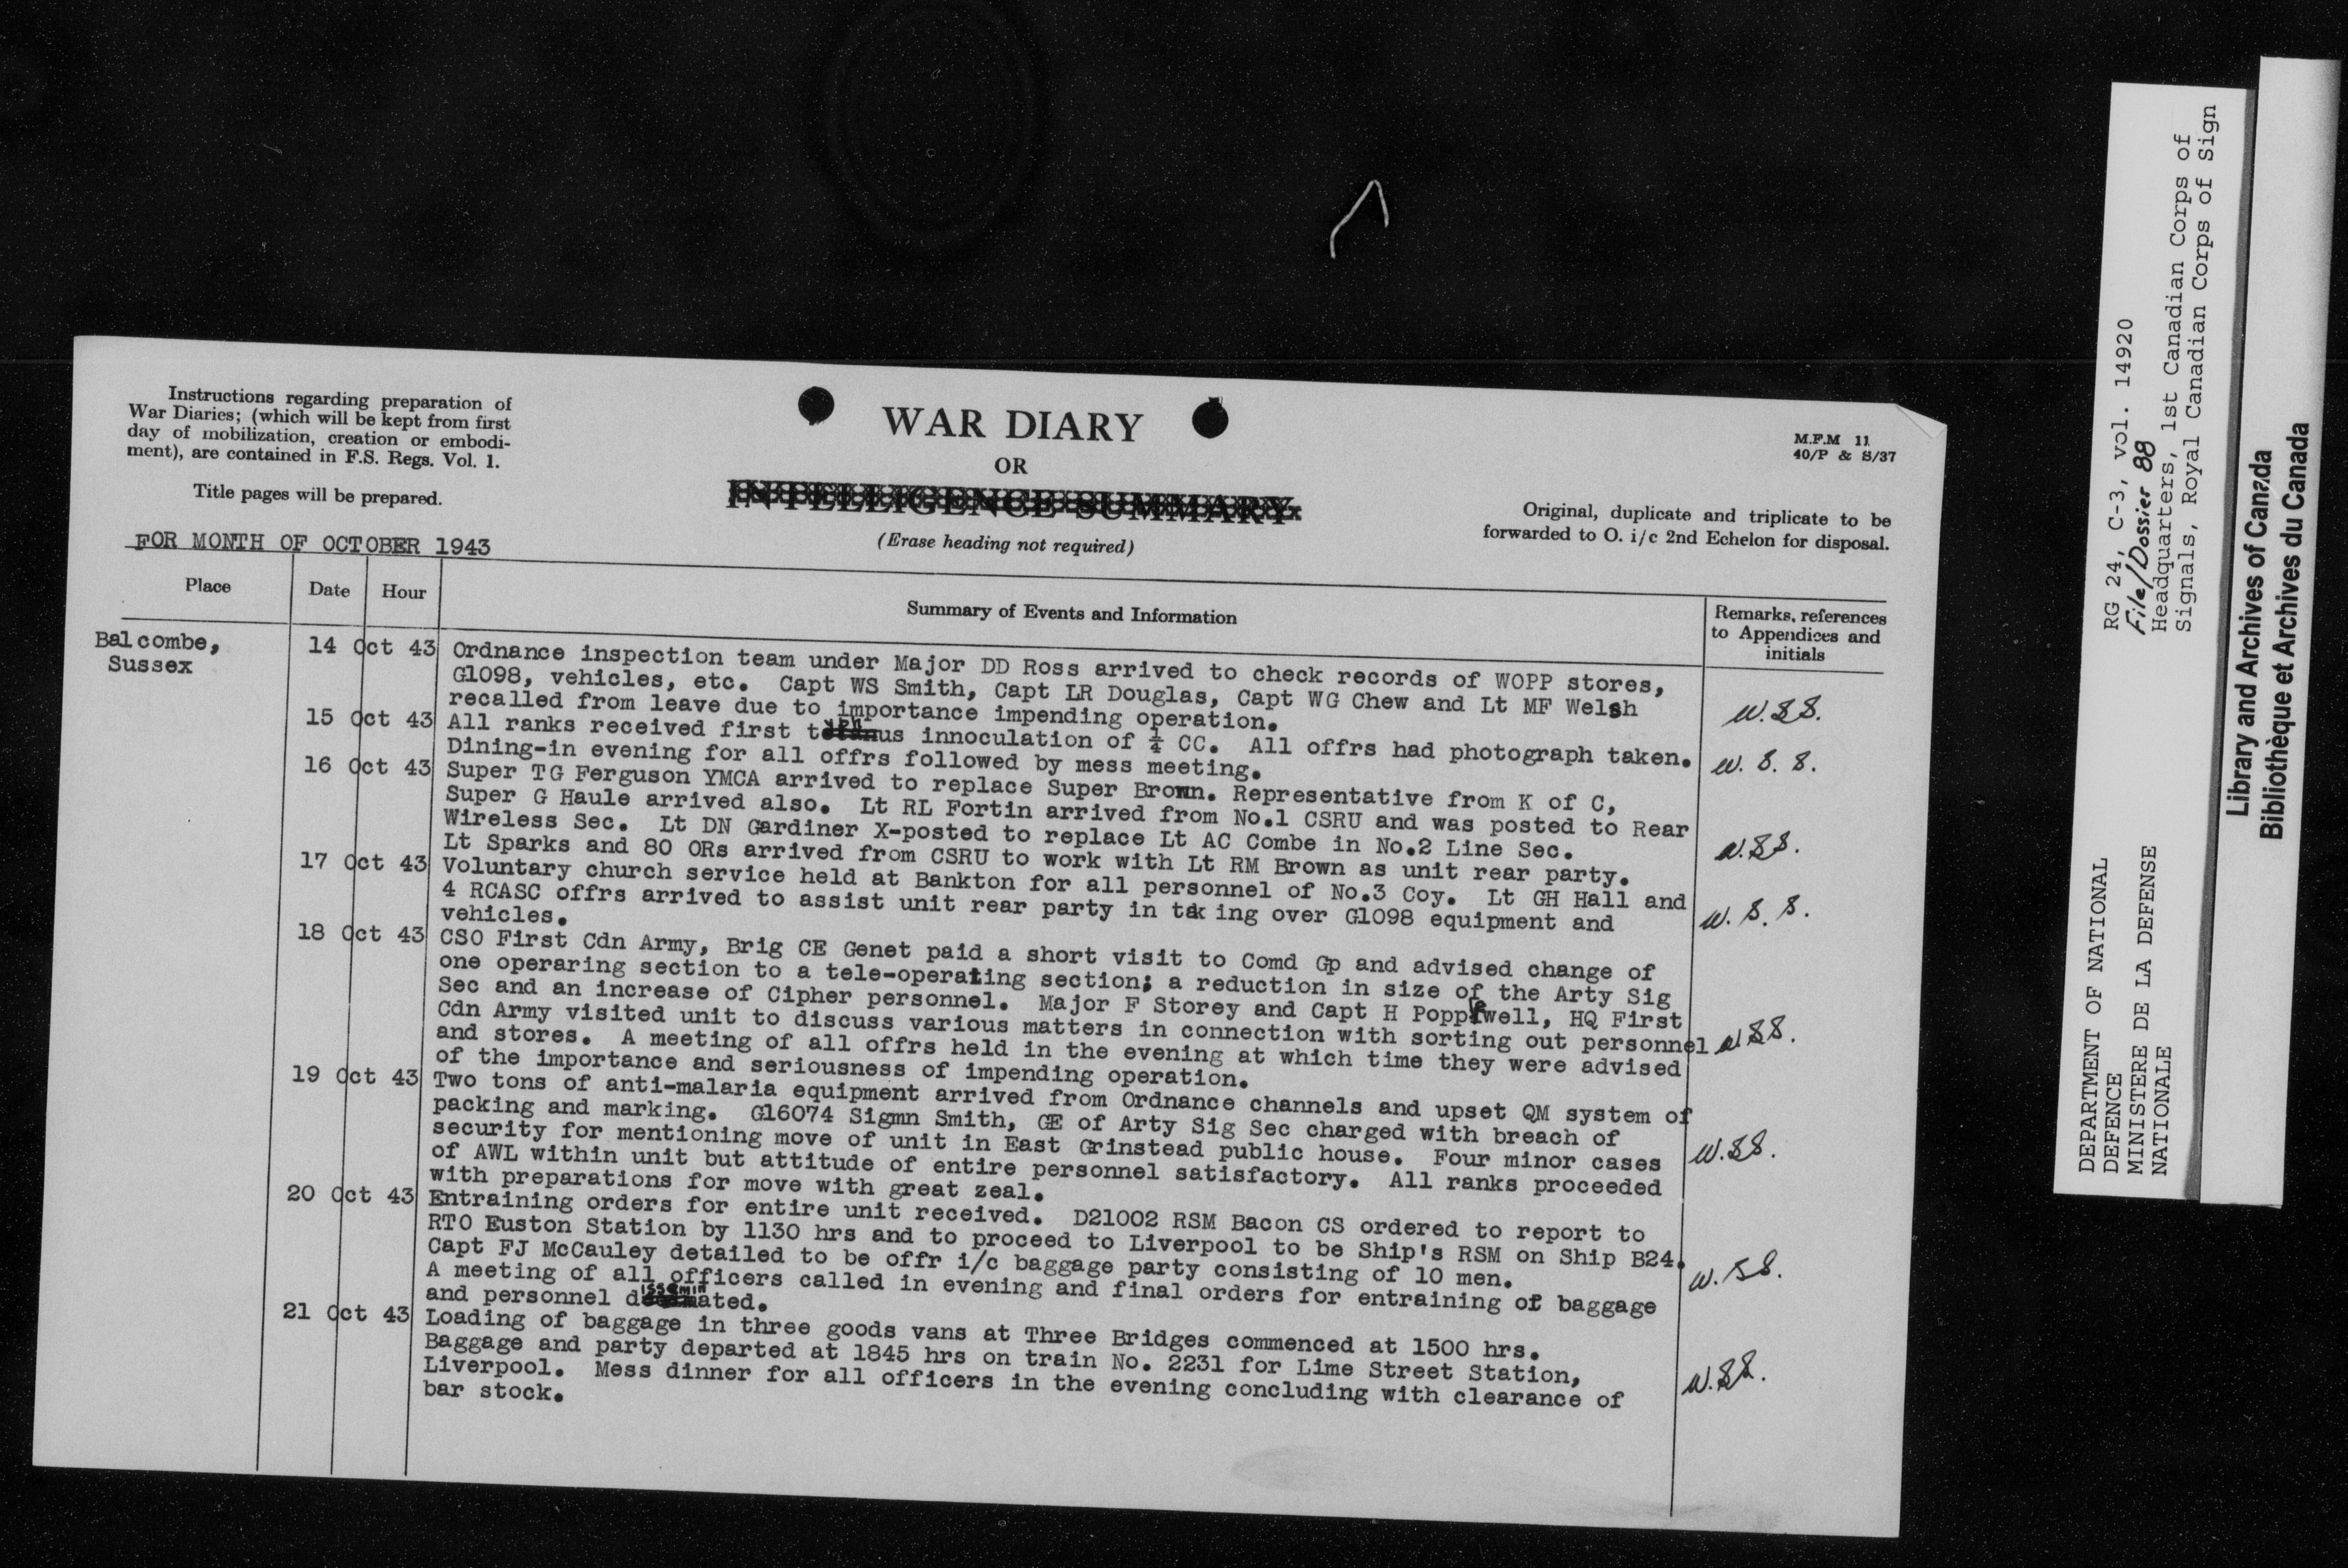 Instructions regarding preparation of
War Diaries; (which will be kept from first
day of mobilization, creation or embodi-
ment), are contained in F.S. Regs. Vol. 1.
Title pages will be prepared.
FOR MONTH OF OCTOBER 1943
WAR DIARY
OR
INTELLIGENCE SUMMARY
(Erase heading not required)
M.F.M 11
40/P & S/37
Original, duplicate and triplicate to be
forwarded to O. i/c 2nd Echelon for disposal.
Place Date Hour Summary of Events and Information Remarks, references
to Appendices and
initials
Balcombe,
Sussex
14 Oct 43 Ordnance inspection team under Major DD Ross arrived to check records of WOPP stores,
G1098, vehicles, etc. Capt WS Smith, Capt LR Douglas, Capt WG Chew and Lt MF Welsh
recalled from leave due to importance impending operation. W.S.S.
15 Oct 43 All ranks received first typhus innoculation of ¼ CC. All offrs had photograph taken.
Dining-in evening for all offrs followed by mess meeting. W. S. S.
16 Oct 43 Super TG Ferguson YMCA arrived to replace Super Brown. Representative from K of C,
Super G Haule arrived also. Lt RL Fortin arrived from No.1 CSRU and was posted to Rear
Wireless Sec. Lt DN Gardiner X-posted to replace Lt AC Combe in No.2 Line Sec.
Lt Sparks and 80 ORs arrived from CSRU to work with Lt RM Brown as unit rear party. W.S.S.
17 Oct 43 Voluntary church service held at Bankton for all personnel of No.3 Coy. Lt GH Hall and
4 RCASC offrs arrived to assist unit rear party in tak ing over G1098 equipment and
vehicles. W. S. S.
18 Oct 43 CSO First Cdn Army, Brig CE Genet paid a short visit to Comd Gp and advised change of
one operaring section to a tele-operating section; a reduction in size of the Arty Sig
Sec and an increase of Cipher personnel. Major F Storey and Capt H Popplewell, HQ First
Cdn Army visited unit to discuss various matters in connection with sorting out personnel
and stores. A meeting of all offrs held in the evening at which time they were advised
of the importance and seriousness of impending operation. W.S.S.
19 Oct 43 Two tons of anti-malaria equipment arrived from Ordnance channels and upset QM system of
packing and marking. G16074 Sigmn Smith, GE of Arty Sig Sec charged with breach of
security for mentioning move of unit in East Grinstead public house. Four minor cases
of AWL within unit but attitude of entire personnel satisfactory. All ranks proceeded
with preparations for move with great zeal. W.S.S.
20 Oct 43 Entraining orders for entire unit received. D21002 RSM Bacon CS ordered to report to
RTO Euston Station by 1130 hrs and to proceed to Liverpool to be Ship's RSM on Ship B24.
Capt FJ McCauley detailed to be offr i/c baggage party consisting of 10 men.
A meeting of all officers called in evening and final orders for entraining of baggage
and personnel disseminated. W.S.S.
21 Oct 43 Loading of baggage in three goods vans at Three Bridges commenced at 1500 hrs.
Baggage and party departed at 1845 hrs on train No. 2231 for Lime Street Station,
Liverpool. Mess dinner for all officers in the evening concluding with clearance of
bar stock. W.S.S.
RG 24, C-3, vol. 14920
File/Dossier 88
Headquarters, 1st Canadian Corps of
Signals, Royal Canadian Corps of Sign
DEPARTMENT OF NATIONAL
DEFENCE
MINISTERE DE LA DEFENSE
NATIONALE
Library and Archives of Canada
Bibliothèque et Archives du Canada